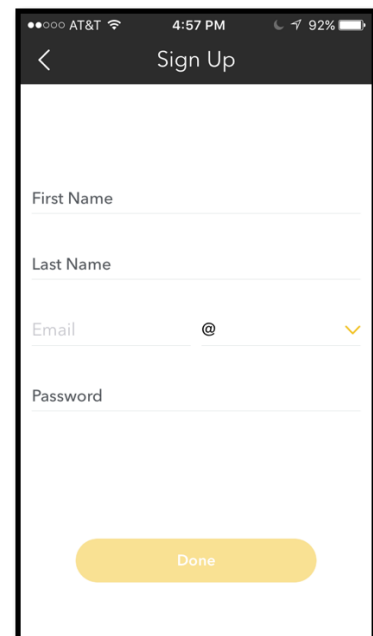 AT&T 4:57 PM 92%
Sign Up
First Name
Last Name
Email @
Password
Done